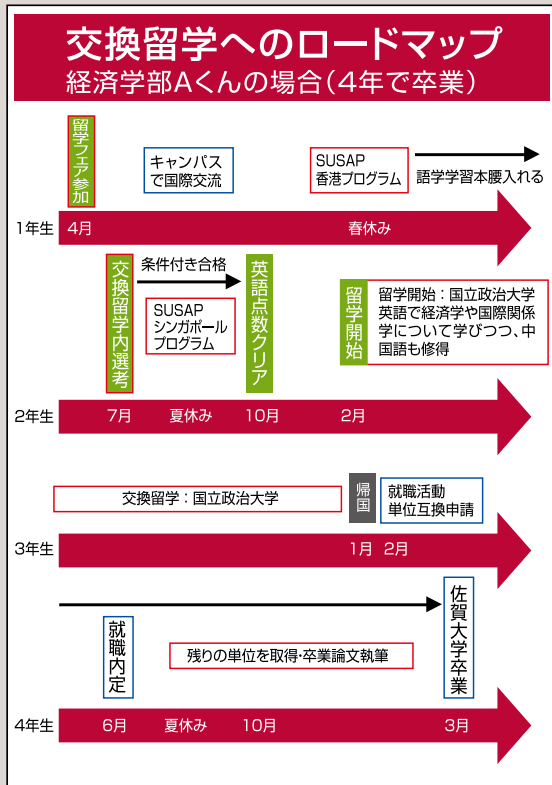 交換留学へのロードマップ
経済学部Aくんの場合(4年で卒業)
留学フェア参加
キャンパス
で国際交流
SUSAP
香港プログラム
語学学習本腰入れる
1年生
4月
春休み
交換留学内選考
条件付き合格
SUSAP
シンガポール
プログラム
英語点数クリア
留学開始
留学開始:国立政治大学
英語で経済学や国際関係
学について学びつつ、中
国語も修得
2年生
7月
夏休み
10月
2月
交換留学:国立政治大学
帰国
就職活動
単位互換申請
3年生
1月
2月
就職内定
残りの単位を取得・卒業論文執筆
佐賀大学卒業
4年生
6月
夏休み
10月
3月